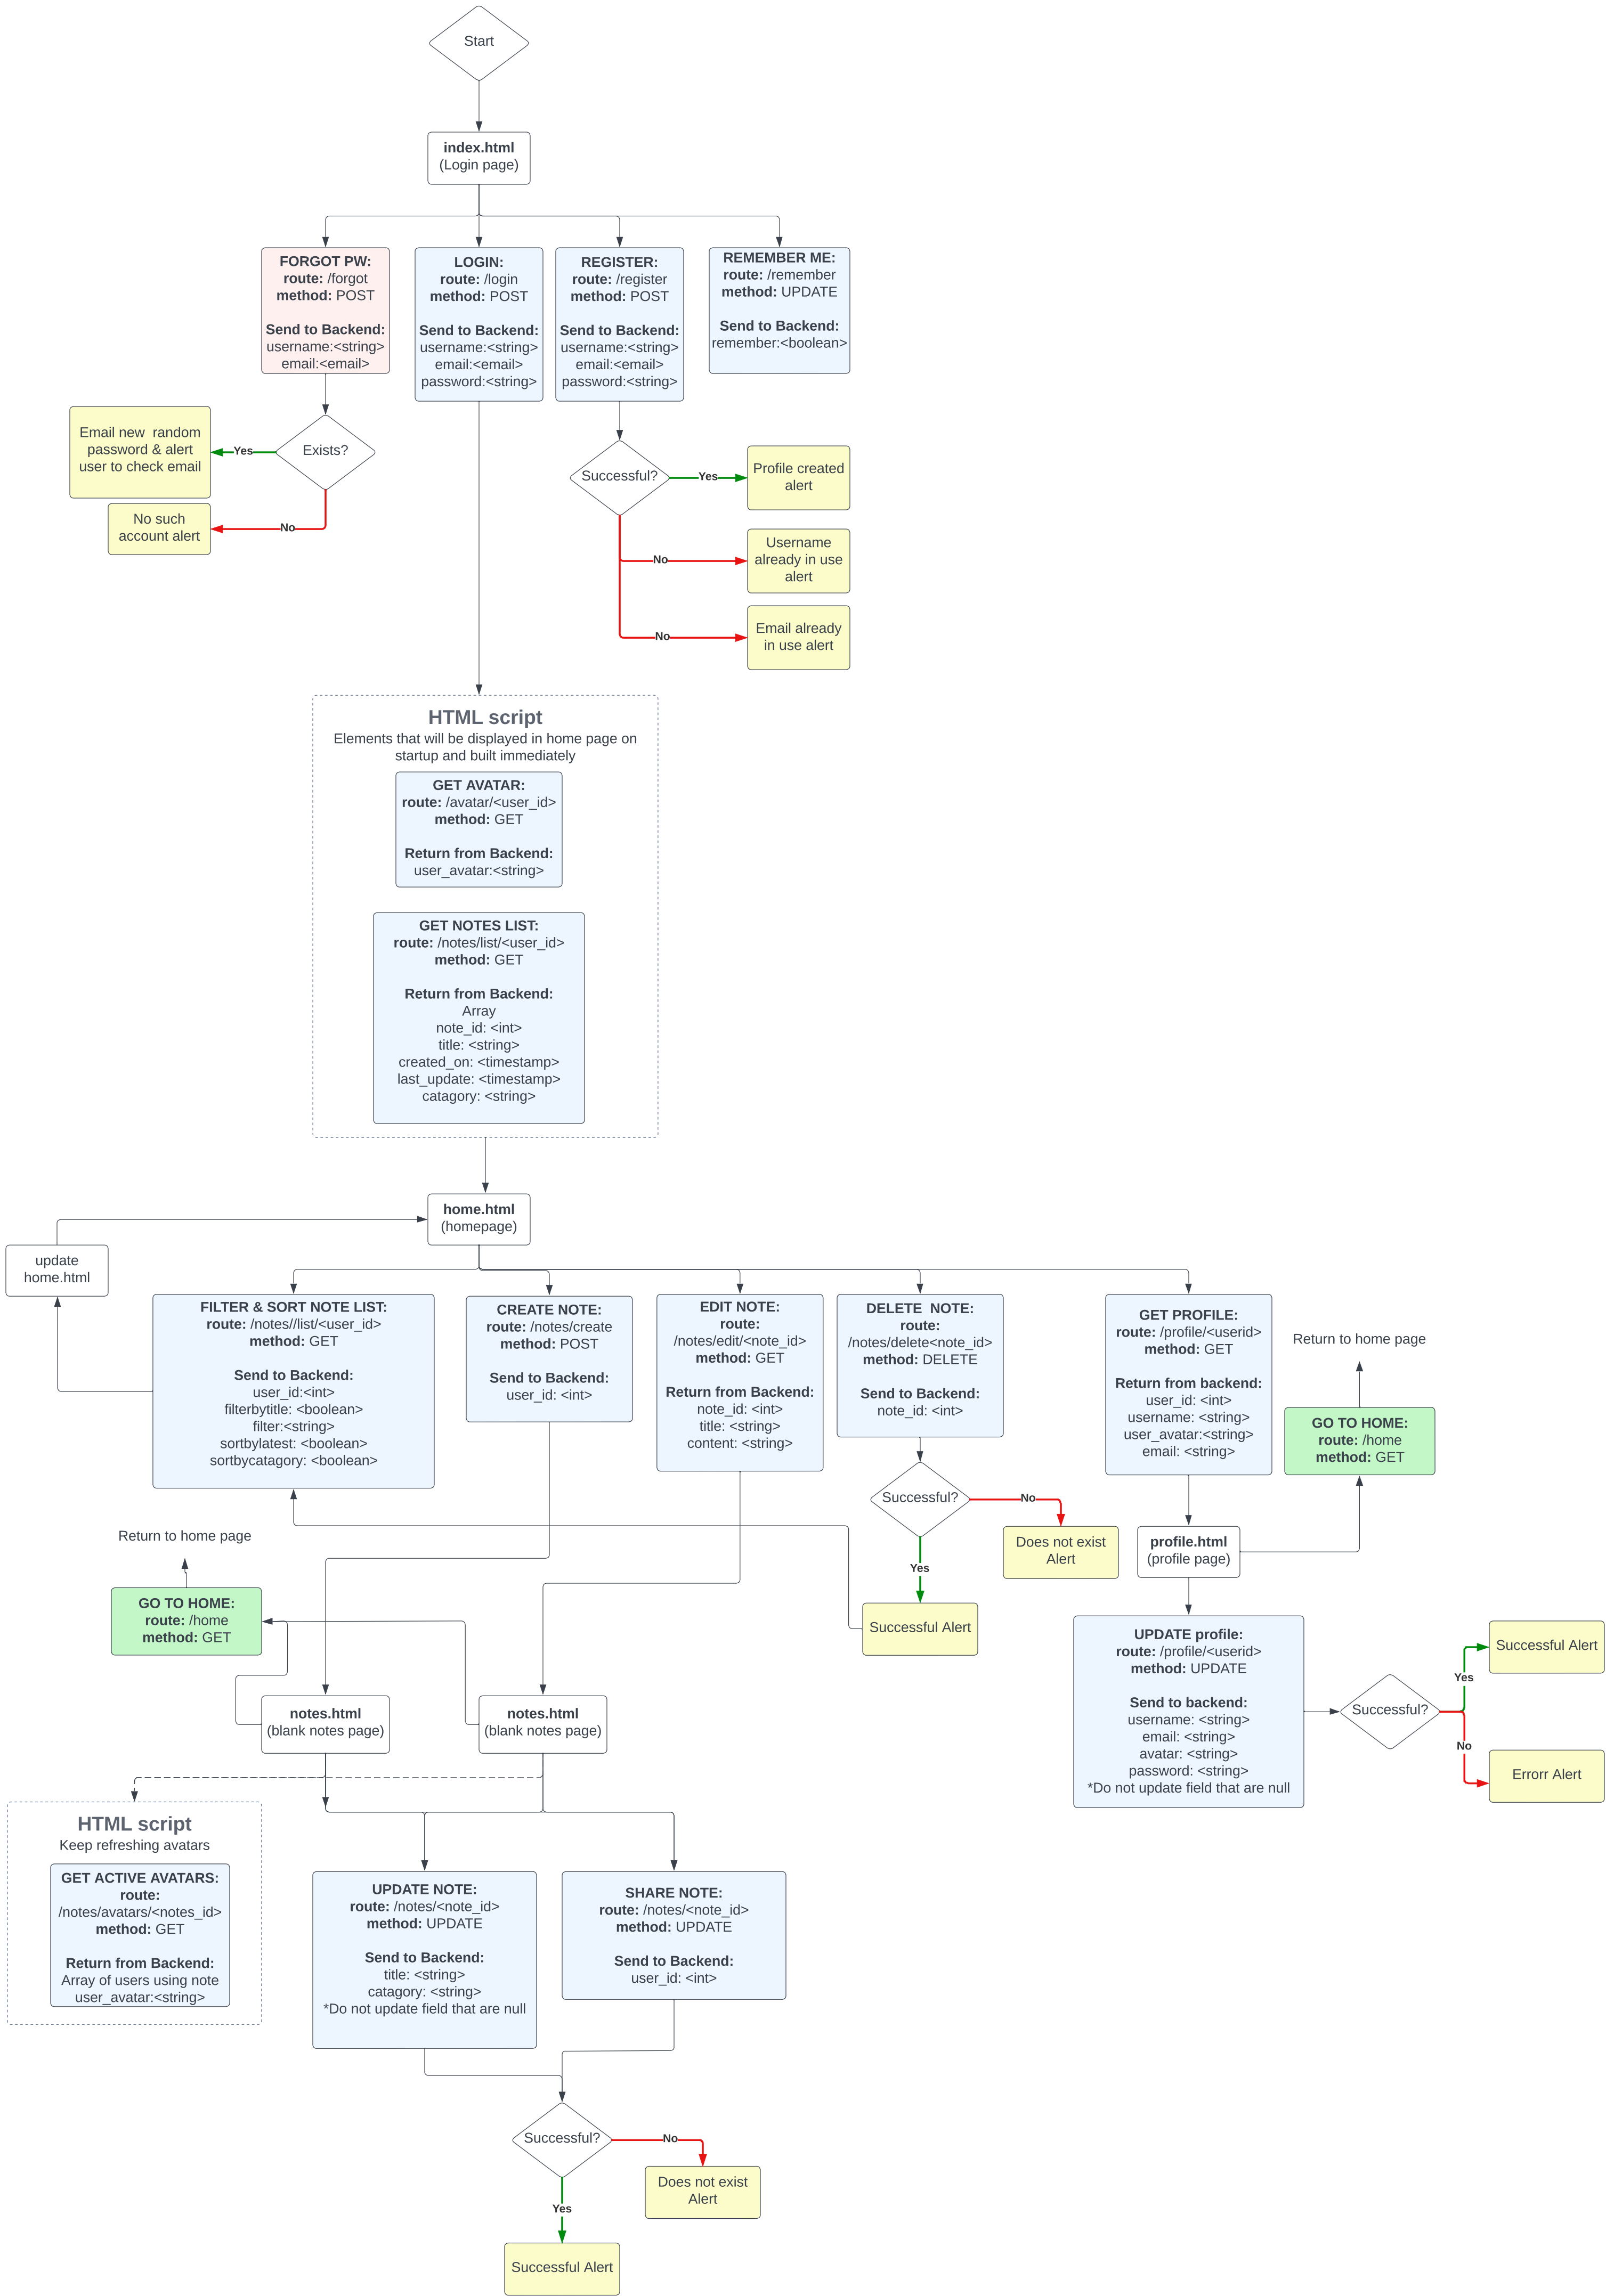 Start
index.html
(Login page)
FORGOT PW:
route: /forgot
method: POST
Send to Backend:
username:<string>
email:<email>
LOGIN:
route: /login
method: POST
Send to Backend:
username:<string>
email:<email>
password:<string>
REGISTER:
route: /register
method: POST
Send to Backend:
username:<string>
email:<email>
password:<string>
REMEMBER ME:
route: /remember
method: UPDATE
Send to Backend:
remember:<boolean>
Email new  random
password & alert
user to check email
Yes
Exists?
No such
account alert
No
Successful?
Yes
Profile created
alert
No
Username
already in use
alert
No
Email already
in use alert
HTML script
Elements that will be displayed in home page on
startup and built immediately
GET AVATAR:
route: /avatar/<user_id>
method: GET
Return from Backend:
user_avatar:<string>
GET NOTES LIST:
route: /notes/list/<user_id>
method: GET
Return from Backend:
Array
note_id: <int>
title: <string>
created_on: <timestamp>
last_update: <timestamp>
catagory: <string>
home.html
(homepage)
update
home.html
FILTER & SORT NOTE LIST:
route: /notes//list/<user_id>
method: GET
Send to Backend:
user_id:<int>
filterbytitle: <boolean>
filter:<string>
sortbylatest: <boolean>
sortbycatagory: <boolean>
CREATE NOTE:
route: /notes/create
method: POST
Send to Backend:
user_id: <int>
EDIT NOTE:
route:
/notes/edit/<note_id>
method: GET
Return from Backend:
note_id: <int>
title: <string>
content: <string>
DELETE  NOTE:
route:
/notes/delete<note_id>
method: DELETE
Send to Backend:
note_id: <int>
GET PROFILE:
route: /profile/<userid>
method: GET
Return from backend:
user_id: <int>
username: <string>
user_avatar:<string>
email: <string>
Return to home page
GO TO HOME:
route: /home
method: GET
Successful?
No
Does not exist
Alert
Yes
Successful Alert
profile.html
(profile page)
Return to home page
GO TO HOME:
route: /home
method: GET
UPDATE profile:
route: /profile/<userid>
method: UPDATE
Send to backend:
username: <string>
email: <string>
avatar: <string>
password: <string>
*Do not update field that are null
Successful?
Yes
Successful Alert
No
Errorr Alert
notes.html
(blank notes page)
notes.html
(blank notes page)
HTML script
Keep refreshing avatars
GET ACTIVE AVATARS:
route:
/notes/avatars/<notes_id>
method: GET
Return from Backend:
Array of users using note
user_avatar:<string>
UPDATE NOTE:
route: /notes/<note_id>
method: UPDATE
Send to Backend:
title: <string>
catagory: <string>
*Do not update field that are null
SHARE NOTE:
route: /notes/<note_id>
method: UPDATE
Send to Backend:
user_id: <int>
Successful?
No
Does not exist
Alert
Yes
Successful Alert